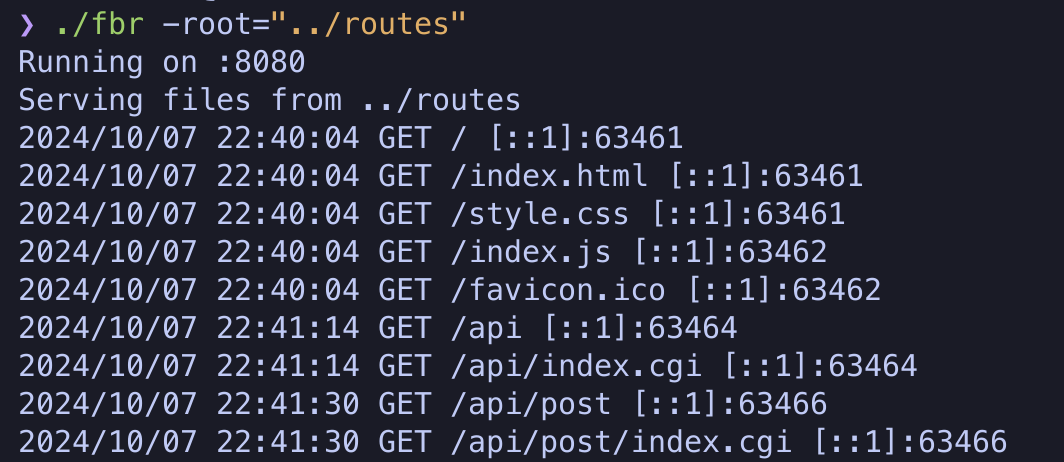 ❯ ./fbr -root="../routes"
Running on :8080
Serving files from ../routes
2024/10/07 22:40:04 GET / [::1]:63461
2024/10/07 22:40:04 GET /index.html [::1]:63461
2024/10/07 22:40:04 GET /style.css [::1]:63461
2024/10/07 22:40:04 GET /index.js [::1]:63462
2024/10/07 22:40:04 GET /favicon.ico [::1]:63462
2024/10/07 22:41:14 GET /api [::1]:63464
2024/10/07 22:41:14 GET /api/index.cgi [::1]:63464
2024/10/07 22:41:30 GET /api/post [::1]:63466
2024/10/07 22:41:30 GET /api/post/index.cgi [::1]:63466